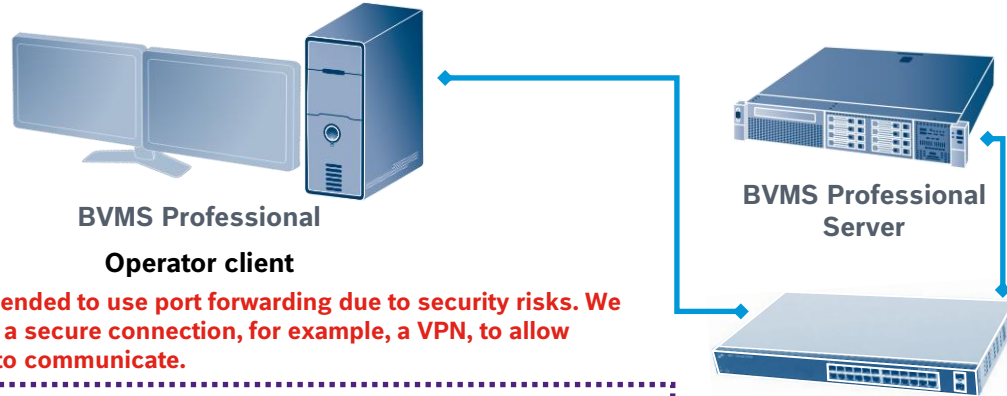 BVMS Professional
Operator client
BVMS Professional
Server
ended to use port forwarding due to security risks. We
a secure connection, for example, a VPN, to allow
to communicate.